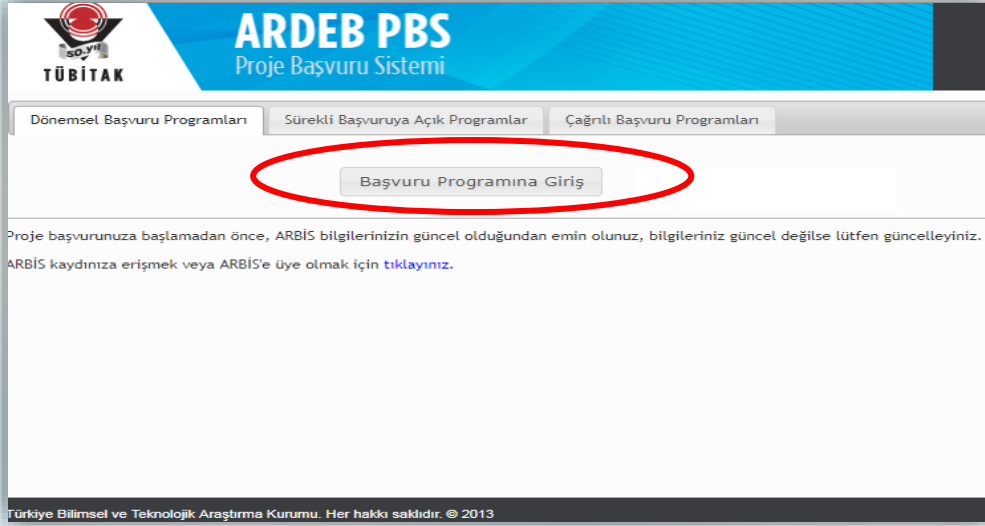 50.yıl
TÜBİTAK
ARDEB PBS
Proje Başvuru Sistemi
Dönemsel Başvuru Programları
Sürekli Başvuruya Açık Programlar
Çağrılı Başvuru Programları
Başvuru Programına Giriş
Proje başvurunuza başlamadan önce, ARBİS bilgilerinizin güncel olduğundan emin olunuz, bilgileriniz güncel değilse lütfen güncelleyiniz.
ARBİS kaydınıza erişmek veya ARBİS'e üye olmak için tıklayınız.
Türkiye Bilimsel ve Teknolojik Araştırma Kurumu. Her hakkı saklıdır. © 2013